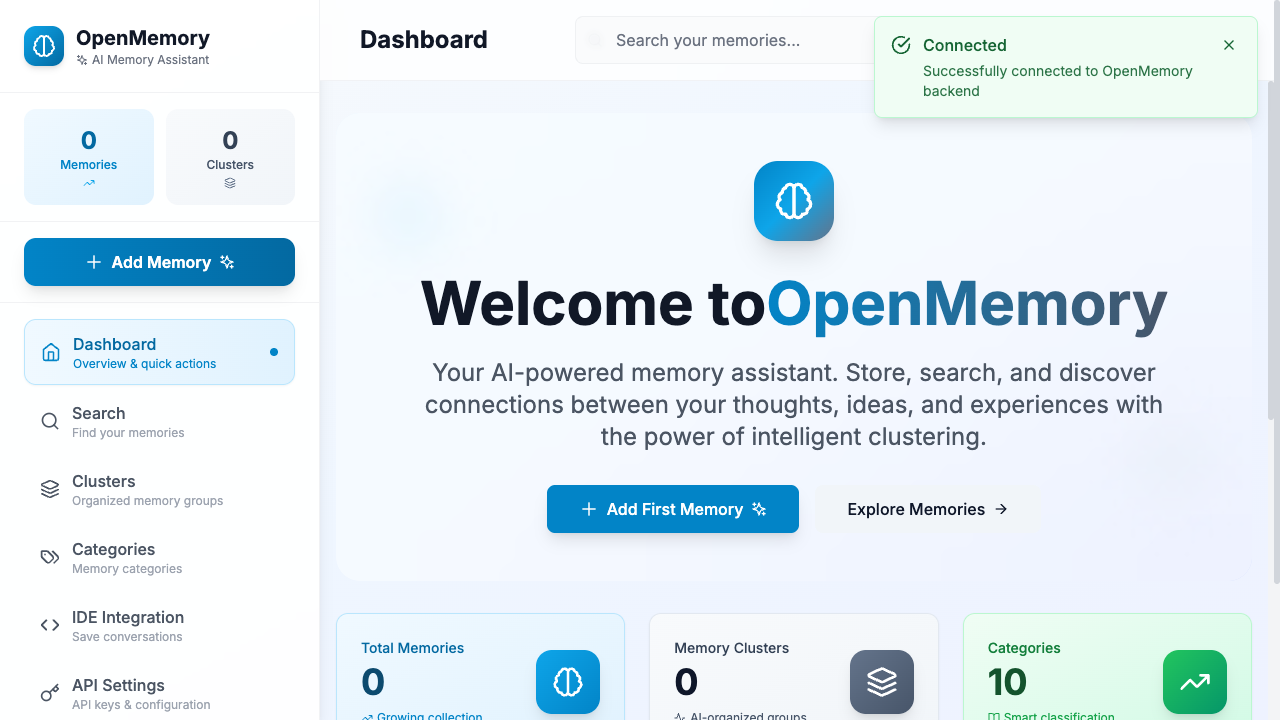 OpenMemory
AI Memory Assistant
0
Memories
0
Clusters
Add Memory
Dashboard
Overview & quick actions
Search
Find your memories
Clusters
Organized memory groups
Categories
Memory categories
IDE Integration
Save conversations
API Settings
API keys & configuration
Dashboard
Search your memories...
Connected
Successfully connected to OpenMemory
backend
Welcome toOpenMemory
Your AI-powered memory assistant. Store, search, and discover
connections between your thoughts, ideas, and experiences with
the power of intelligent clustering.
Add First Memory
Explore Memories
Total Memories
0
Growing collection
Memory Clusters
0
AI-organized groups
Categories
10
Smart classification